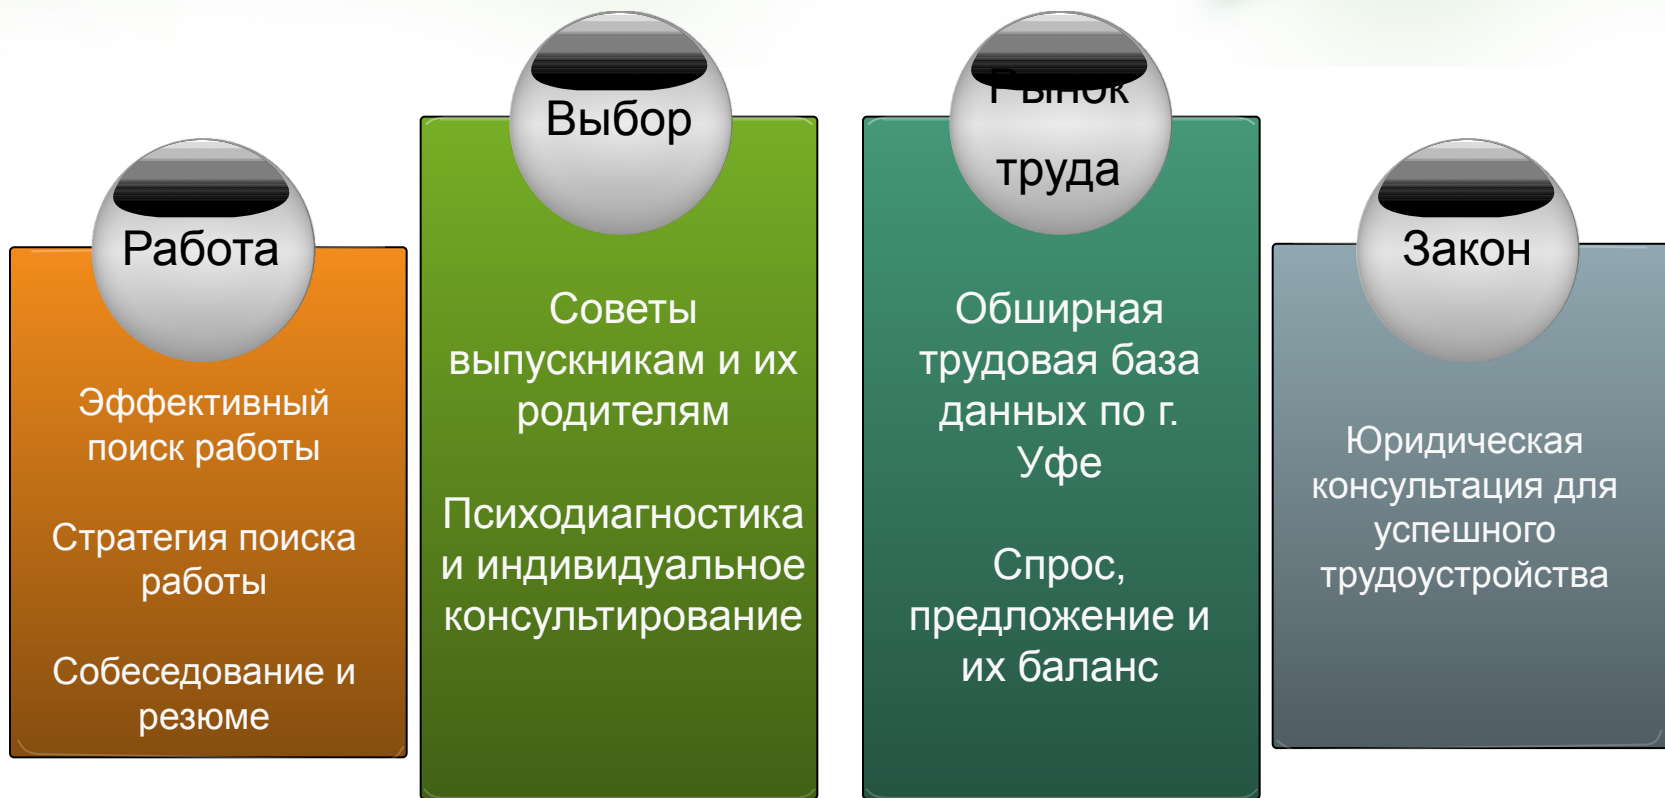 Работа
Эффективный
поиск работы
Стратегия поиска
работы
Собеседование и
резюме
Выбор
Советы
выпускникам и их
родителям
Психодиагностика
и индивидуальное
консультирование
Рынок
труда
Обширная
трудовая база
данных по г.
Уфе
Спрос,
предложение и
их баланс
Закон
Юридическая
консультация для
успешного
трудоустройства